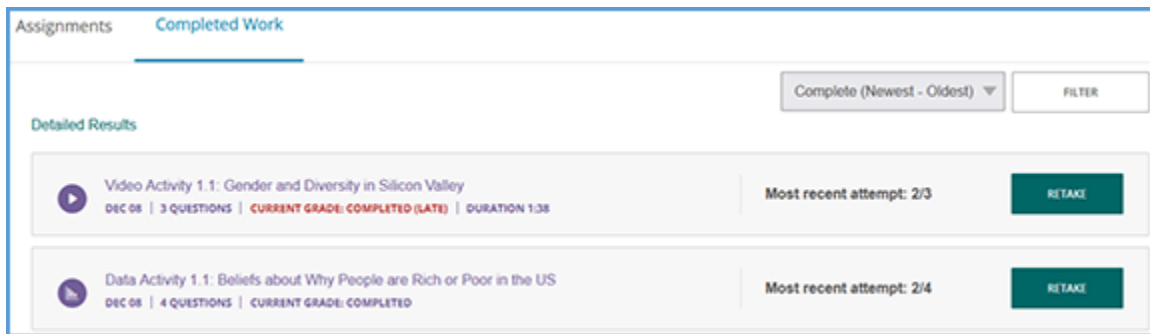 Assignments Completed Work
Complete (Newest - Oldest) FILTER
Detailed Results
Video Activity 1.1: Gender and Diversity in Silicon Valley
DEC 08 | 3 QUESTIONS | CURRENT GRADE: COMPLETED (LATE) | DURATION 1:38
Most recent attempt: 2/3 RETAKE
Data Activity 1.1: Beliefs about Why People are Rich or Poor in the US
DEC 08 | 4 QUESTIONS | CURRENT GRADE: COMPLETED
Most recent attempt: 2/4 RETAKE